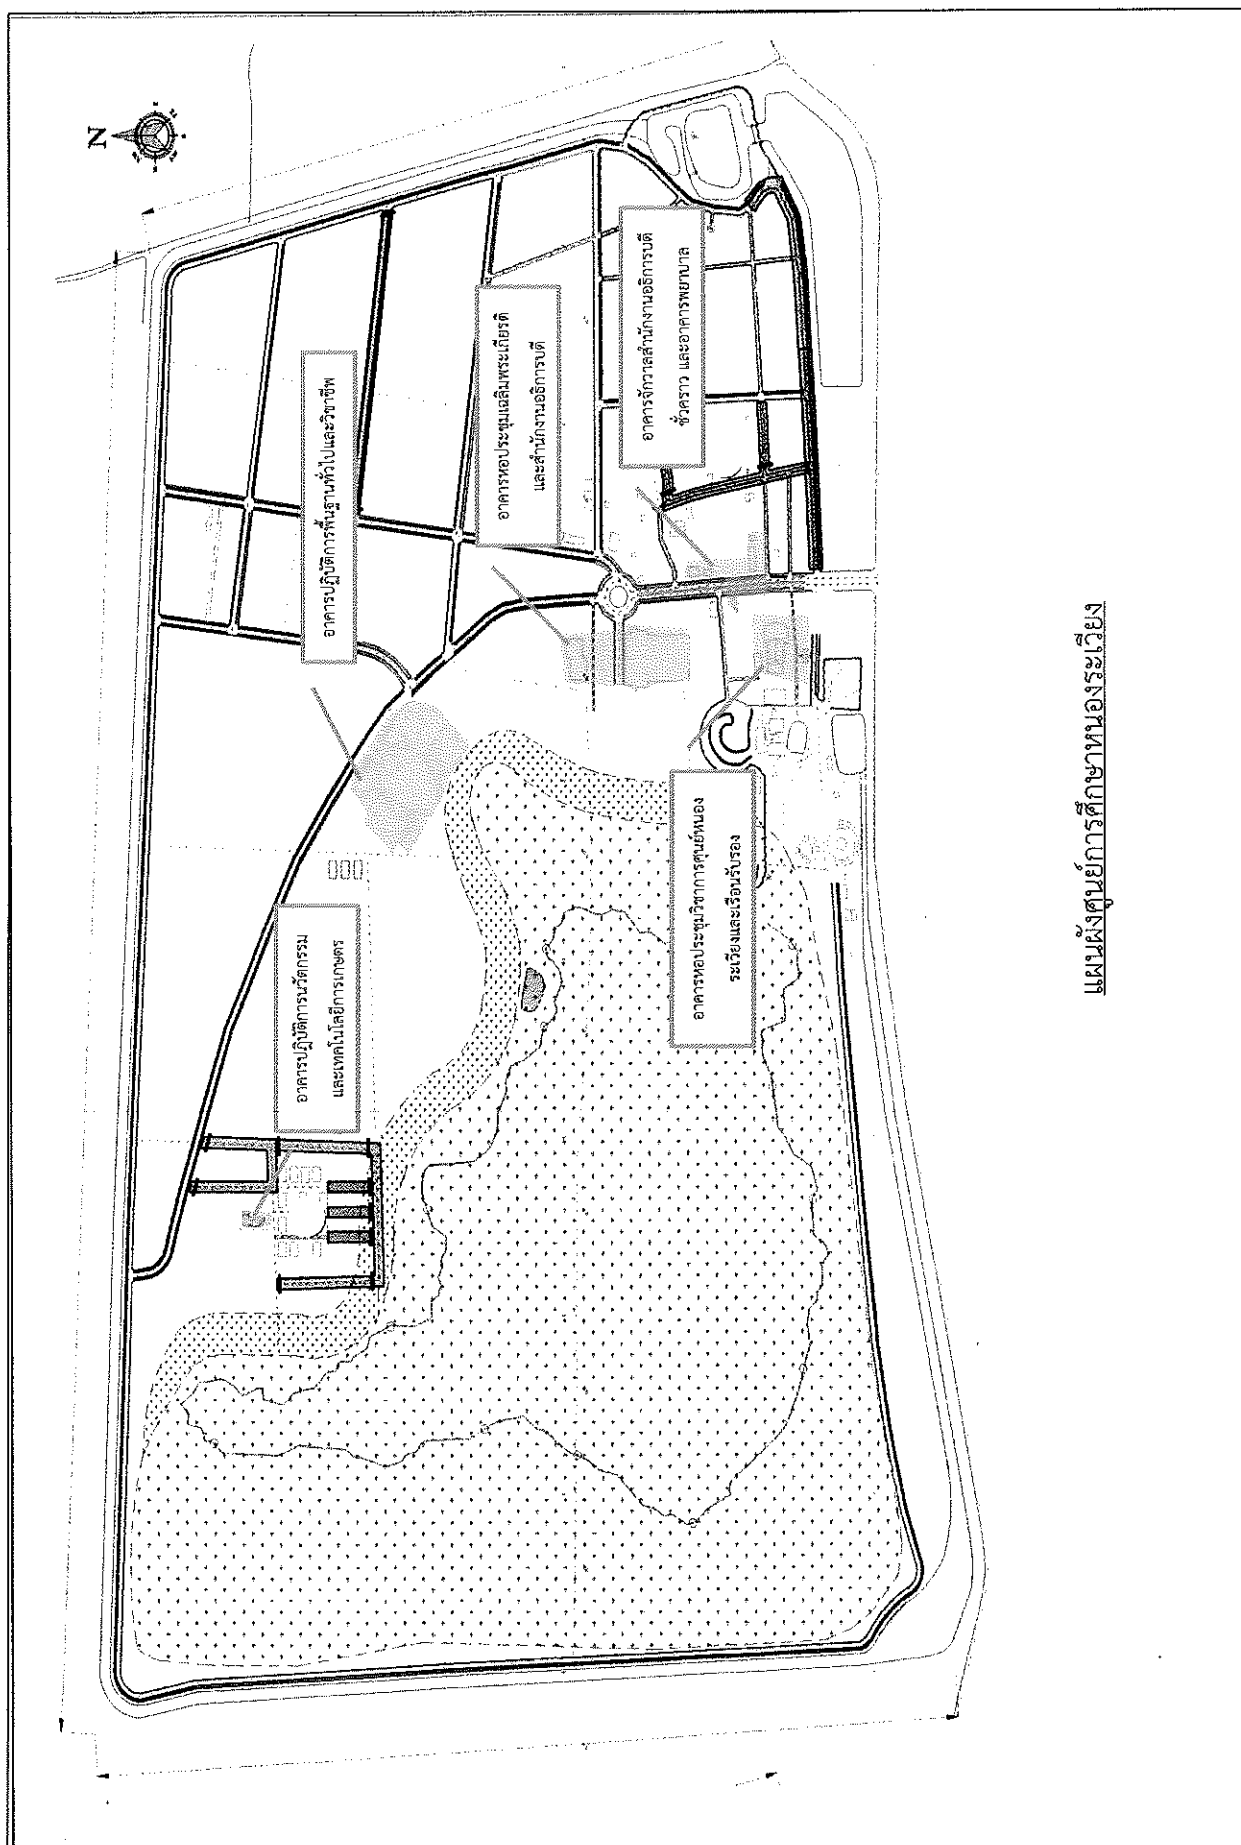 N
อาคารปฏิบัติการนวัตกรรม
และเทคโนโลยีการเกษตร
อาคารปฏิบัติการพื้นฐานทั่วไปและวิชาชีพ
อาคารหอประชุมเฉลิมพระเกียรติ
และสำนักงานอธิการบดี
อาคารจักวาลสำนักงานอธิการบดี
ชั่วคราว และอาคารพยาบาล
อาคารหอประชุมวิชาการศูนย์หนอง
ระเวียงและเรือนรับรอง
แผนผังศูนย์การศึกษาหนองระเวียง